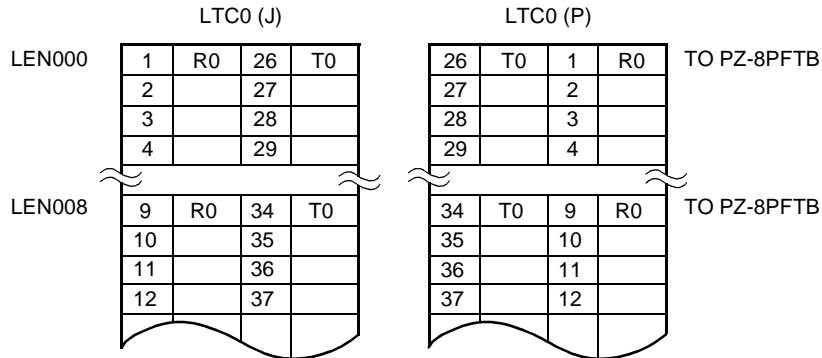 LTC0 (J) LTC0 (P)
LEN000 1 R0 26 T0 26 T0 1 R0 TO PZ-8PFTB
2 27 27 2
3 28 28 3
4 29 29 4
LEN008 9 R0 34 T0 34 T0 9 R0 TO PZ-8PFTB
10 35 35 10
11 36 36 11
12 37 37 12